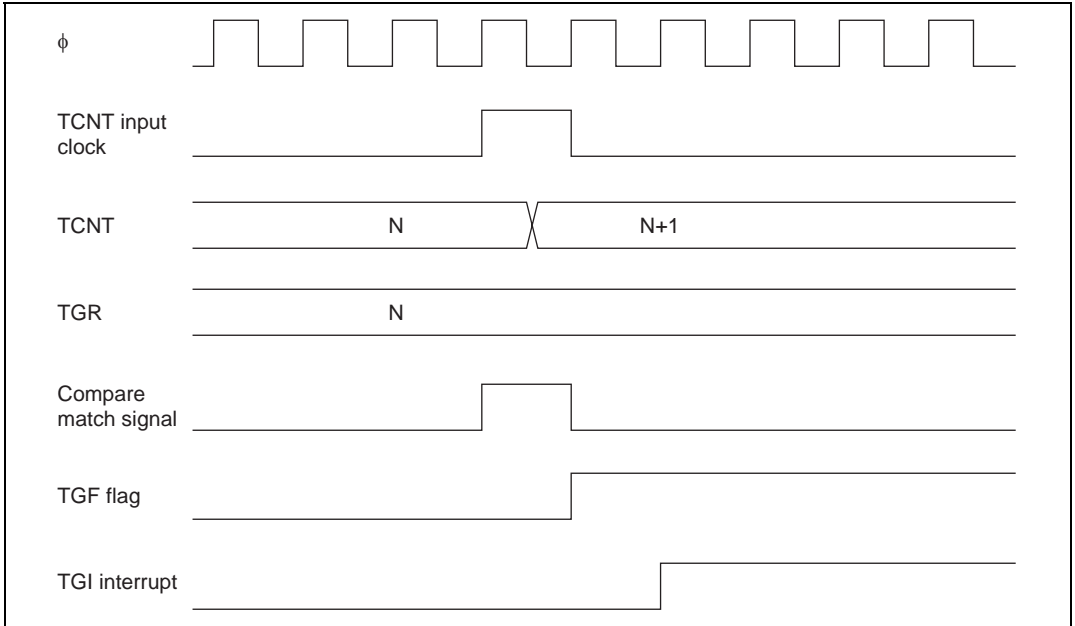 ϕ
TCNT input
clock
TCNT
N
N+1
TGR
N
Compare
match signal
TGF flag
TGI interrupt